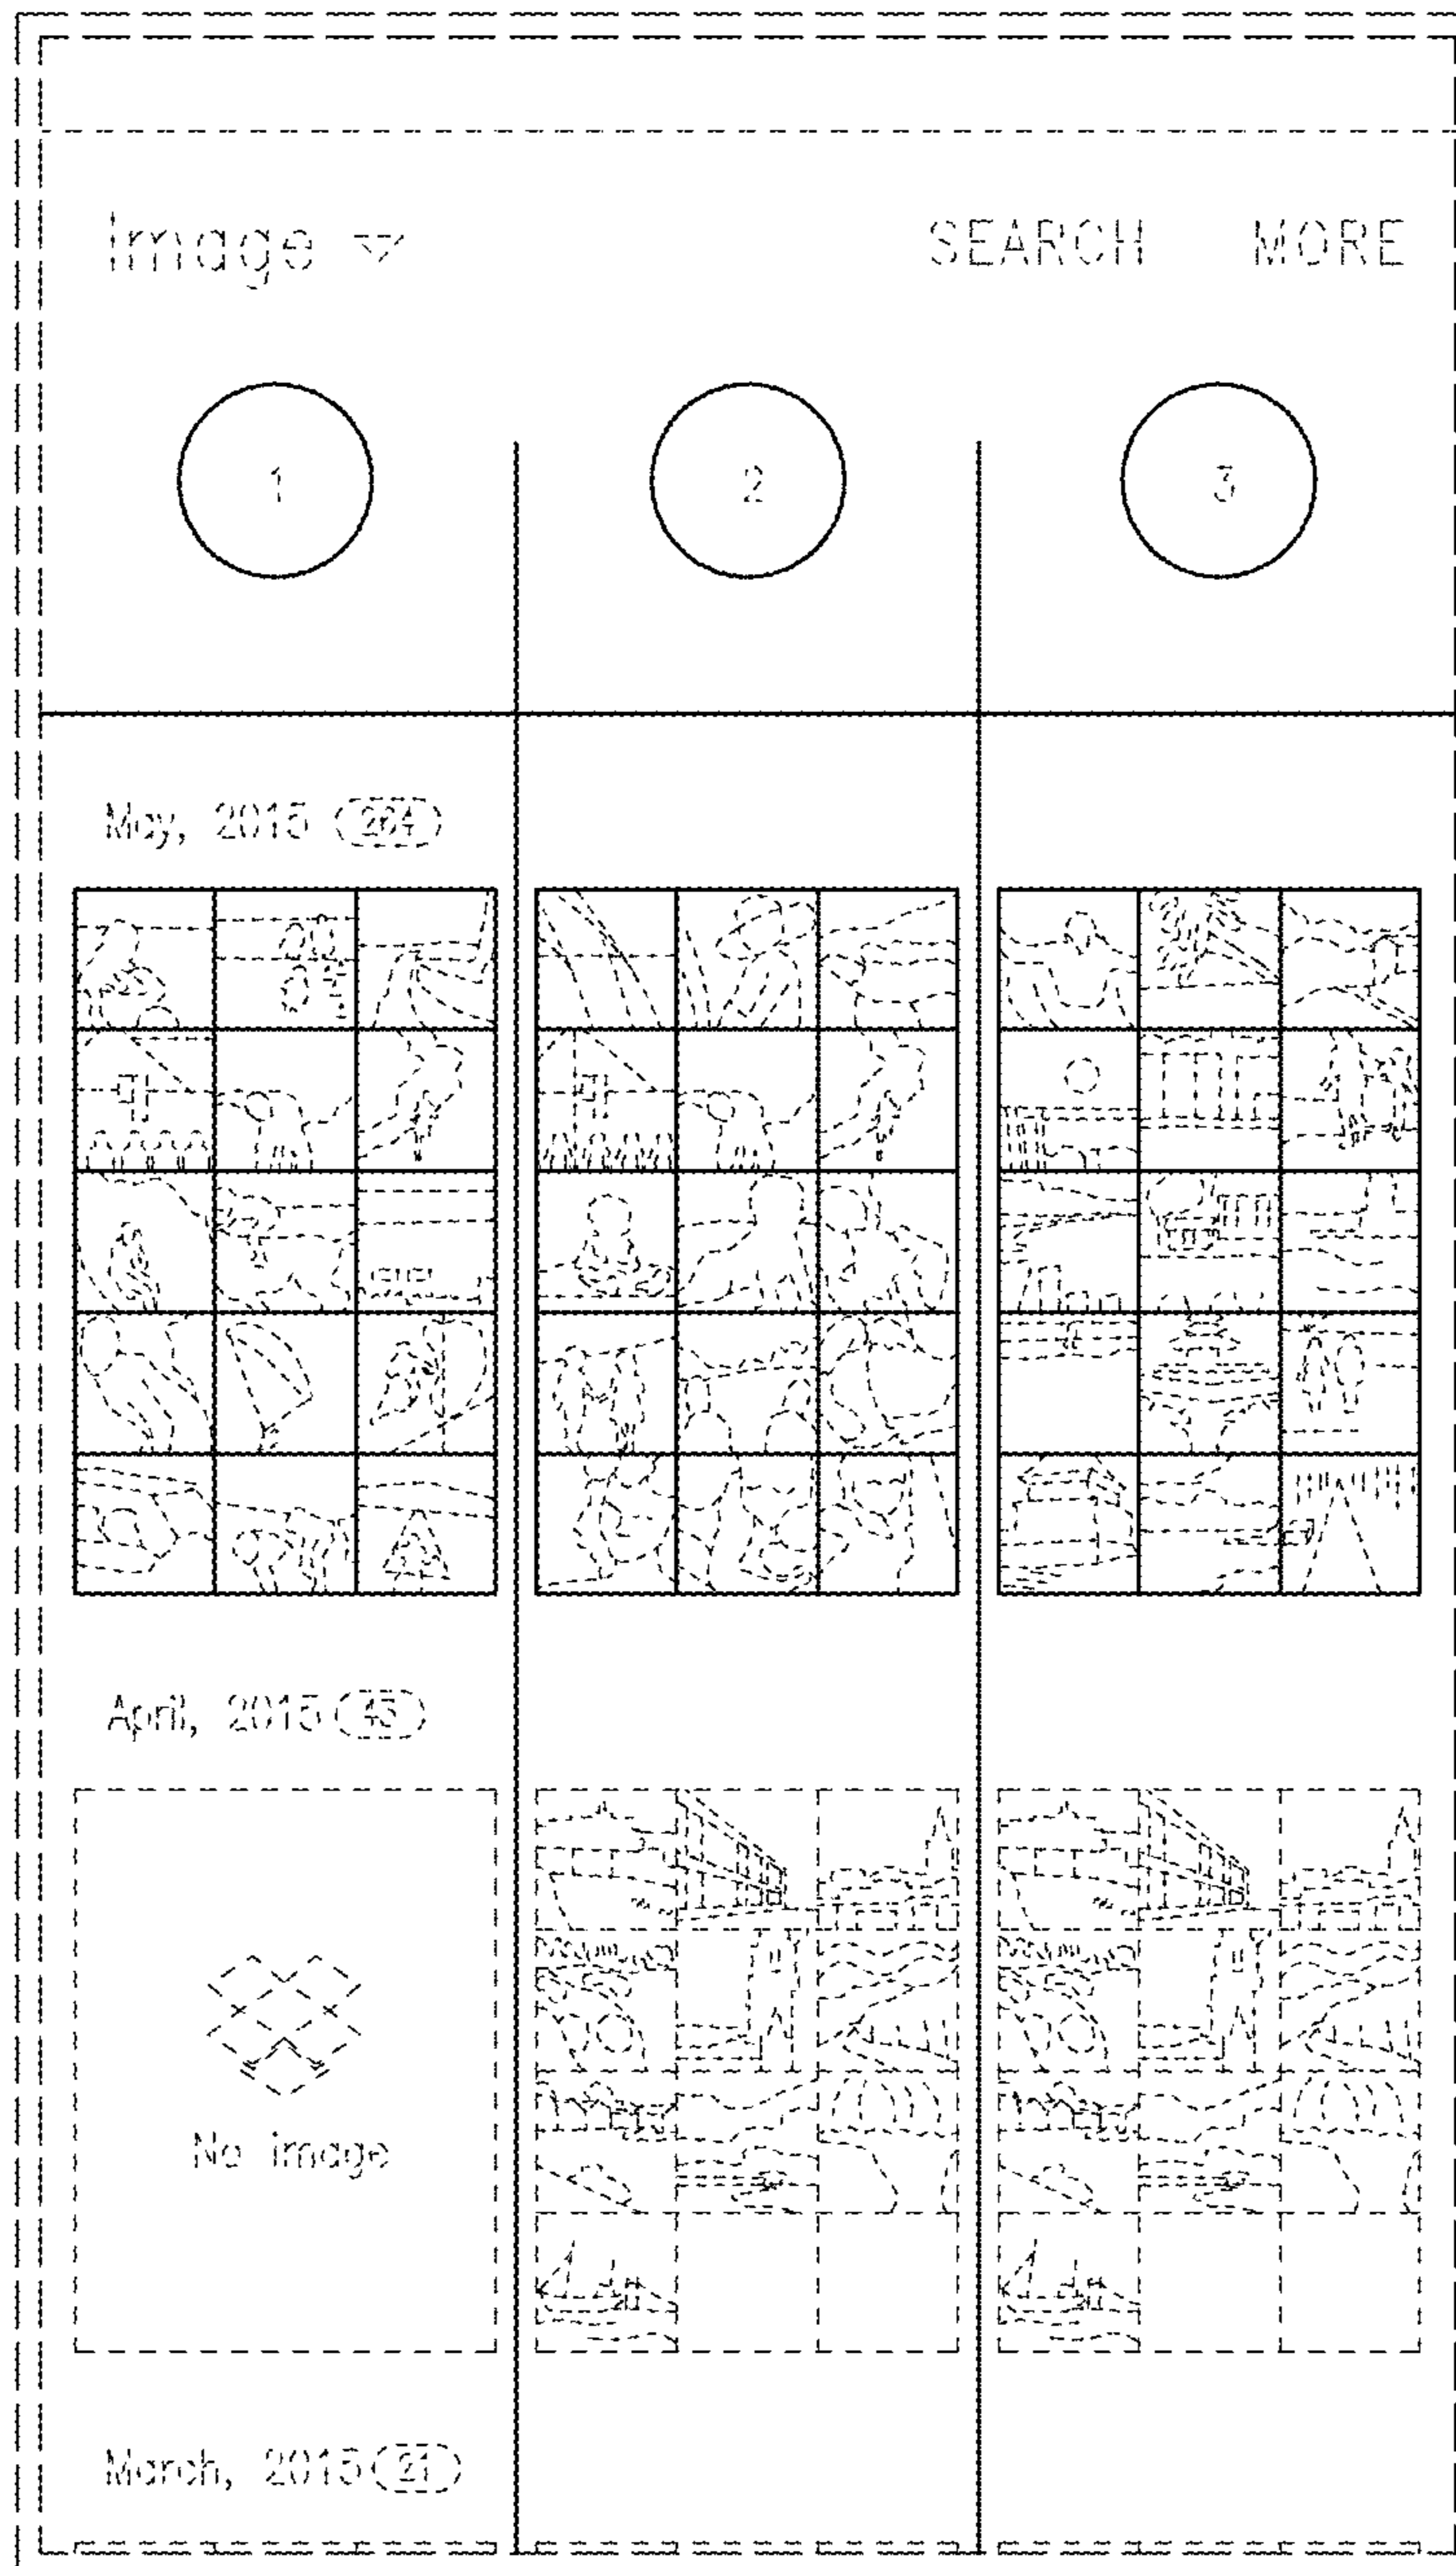 Image SEARCH MORE
1 2 3
May, 2015 264
April, 2015 45
No image
March, 2015 21